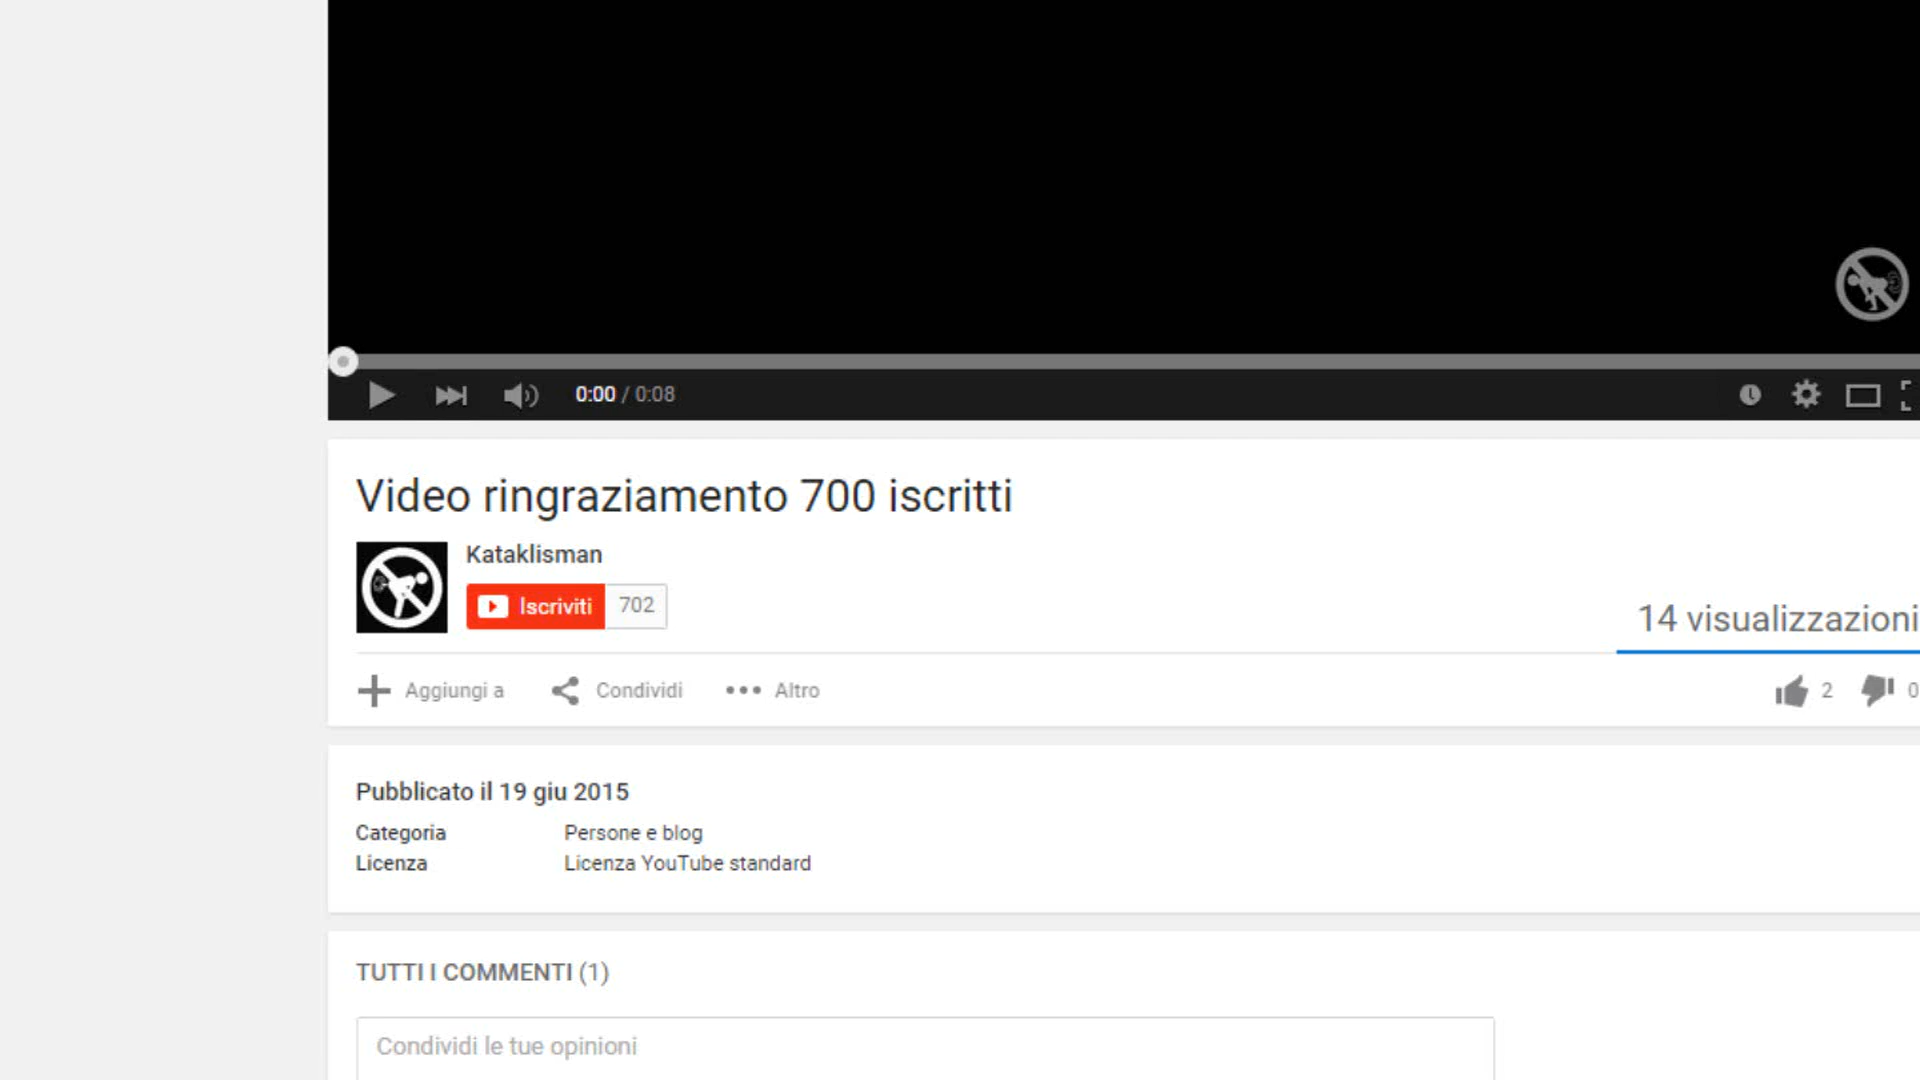 0:00 / 0:08
Video ringraziamento 700 iscritti
Kataklisman
Iscriviti 702
14 visualizzazioni
Aggiungi a Condividi Altro 2 0
Pubblicato il 19 giu 2015
Categoria Persone e blog
Licenza Licenza YouTube standard
TUTTI I COMMENTI (1)
Condividi le tue opinioni